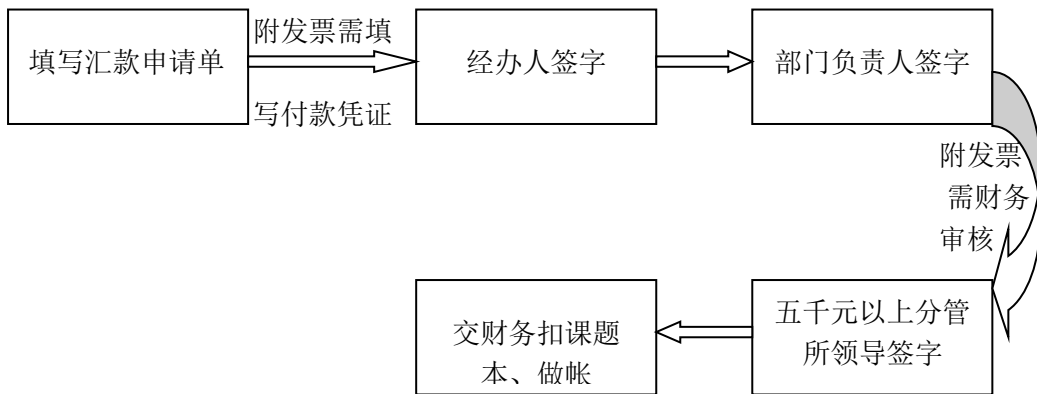 填写汇款申请单
附发票需填
写付款凭证
经办人签字
部门负责人签字
附发票
需财务
审核
五千元以上分管
所领导签字
交财务扣课题
本、做帐